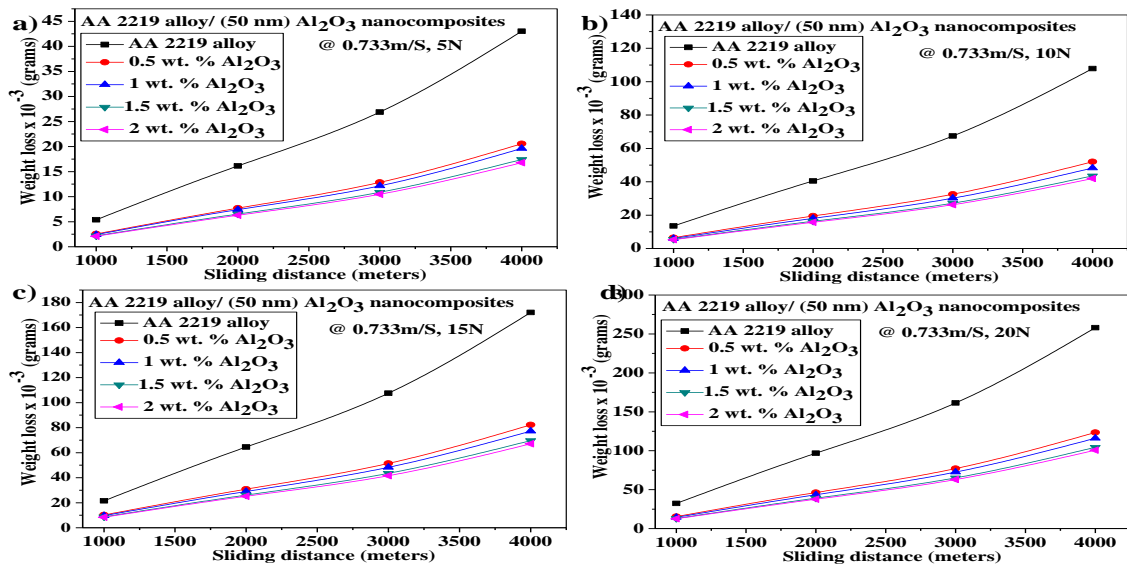 a)
AA 2219 alloy/ (50 nm) Al2O3 nanocomposites
@ 0.733m/S, 5N
AA 2219 alloy
0.5 wt. % Al2O3
1 wt. % Al2O3
1.5 wt. % Al2O3
2 wt. % Al2O3
Weight loss x 10-3 (grams)
45
40
35
30
25
20
15
10
5
0
1000 1500 2000 2500 3000 3500 4000
Sliding distance (meters)
b)
AA 2219 alloy/ (50 nm) Al2O3 nanocomposites
@ 0.733m/S, 10N
AA 2219 alloy
0.5 wt. % Al2O3
1 wt. % Al2O3
1.5 wt. % Al2O3
2 wt. % Al2O3
Weight loss x 10-3 (grams)
140
120
100
80
60
40
20
0
1000 1500 2000 2500 3000 3500 4000
Sliding distance (meters)
c)
AA 2219 alloy/ (50 nm) Al2O3 nanocomposites
@ 0.733m/S, 15N
AA 2219 alloy
0.5 wt. % Al2O3
1 wt. % Al2O3
1.5 wt. % Al2O3
2 wt. % Al2O3
Weight loss x 10-3 (grams)
180
160
140
120
100
80
60
40
20
0
1000 1500 2000 2500 3000 3500 4000
Sliding distance (meters)
d)
AA 2219 alloy/ (50 nm) Al2O3 nanocomposites
@ 0.733m/S, 20N
AA 2219 alloy
0.5 wt. % Al2O3
1 wt. % Al2O3
1.5 wt. % Al2O3
2 wt. % Al2O3
Weight loss x 10-3 (grams)
300
250
200
150
100
50
0
1000 1500 2000 2500 3000 3500 4000
Sliding distance (meters)